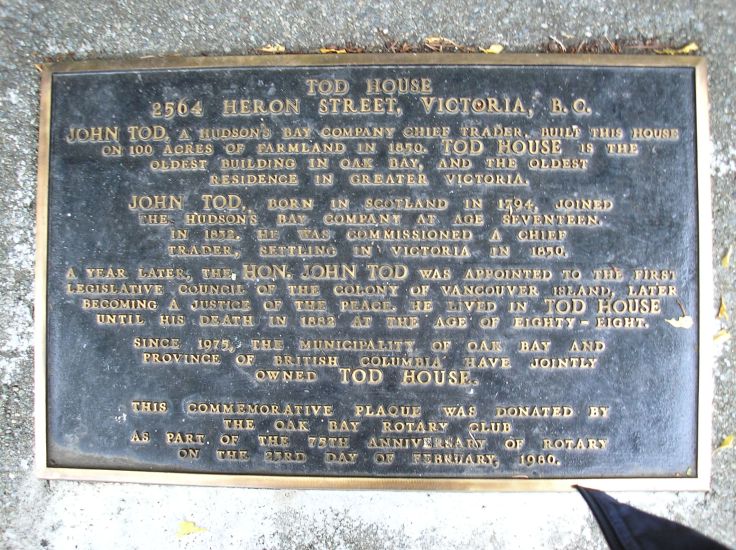 TOD HOUSE
2564 HERON STREET, VICTORIA, B.C.
JOHN TOD, A HUDSON'S BAY COMPANY CHIEF TRADER, BUILT THIS HOUSE
ON 100 ACRES OF FARMLAND IN 1850. TOD HOUSE IS THE
OLDEST BUILDING IN OAK BAY, AND THE OLDEST
RESIDENCE IN GREATER VICTORIA.
JOHN TOD, BORN IN SCOTLAND IN 1794, JOINED
THE HUDSON'S BAY COMPANY AT AGE SEVENTEEN.
IN 1832, HE WAS COMMISSIONED A CHIEF
TRADER, SETTLING IN VICTORIA IN 1850.
A YEAR LATER, THE HON. JOHN TOD WAS APPOINTED TO THE FIRST
LEGISLATIVE COUNCIL OF THE COLONY OF VANCOUVER ISLAND, LATER
BECOMING A JUSTICE OF THE PEACE. HE LIVED IN TOD HOUSE
UNTIL HIS DEATH IN 1882 AT THE AGE OF EIGHTY-EIGHT.
SINCE 1975, THE MUNICIPALITY OF OAK BAY AND
PROVINCE OF BRITISH COLUMBIA HAVE JOINTLY
OWNED TOD HOUSE.
THIS COMMEMORATIVE PLAQUE WAS DONATED BY
THE OAK BAY ROTARY CLUB
AS PART OF THE 75TH ANNIVERSARY OF ROTARY
ON THE 23RD DAY OF FEBRUARY, 1980.